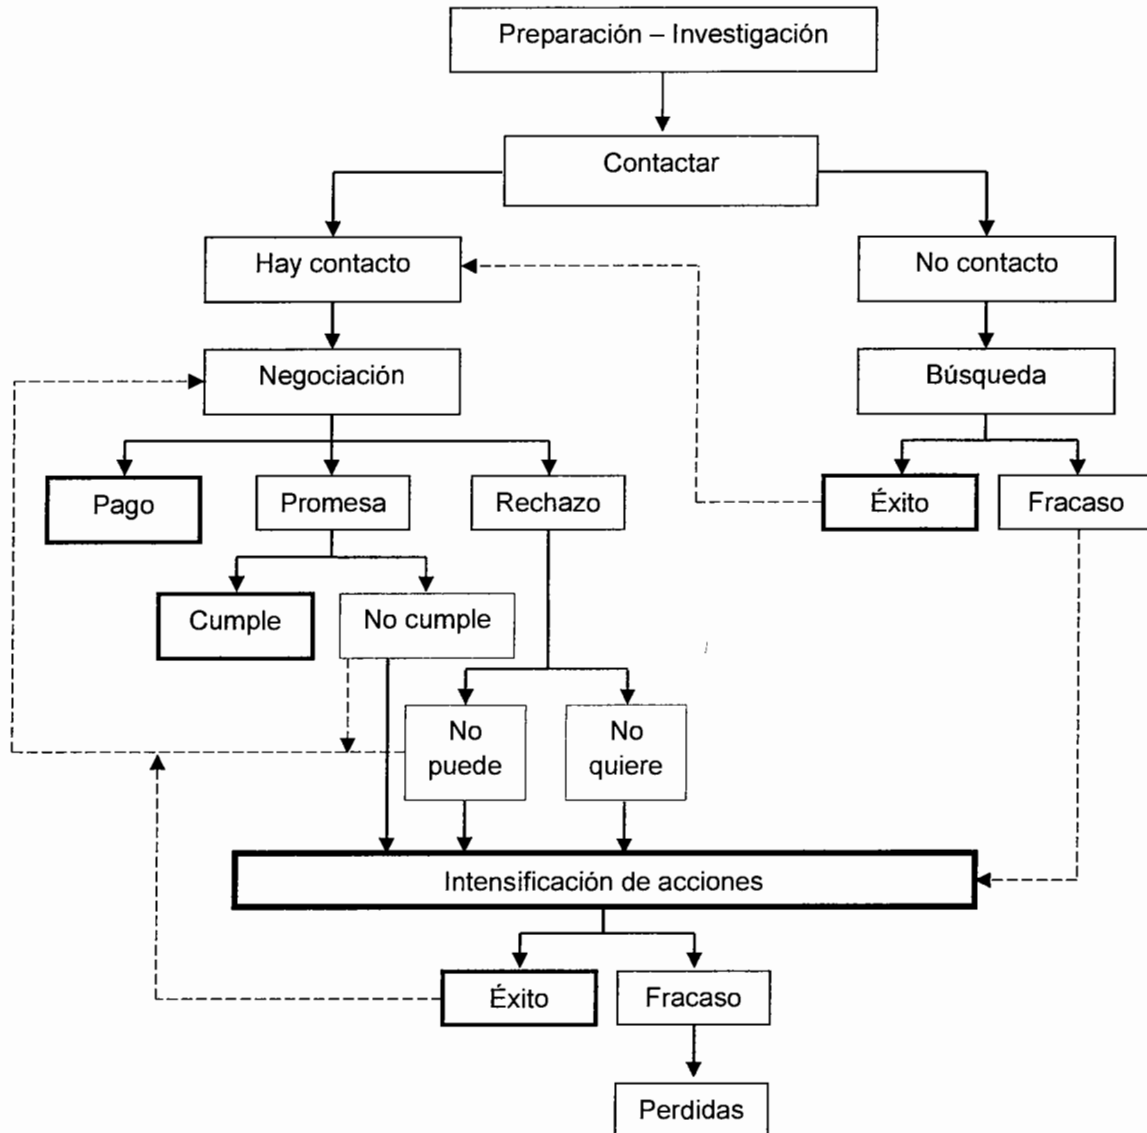 Preparación – Investigación
Contactar
Hay contacto
No contacto
Negociación
Búsqueda
Pago
Promesa
Rechazo
Éxito
Fracaso
Cumple
No cumple
No
puede
No
quiere
Intensificación de acciones
Éxito
Fracaso
Perdidas